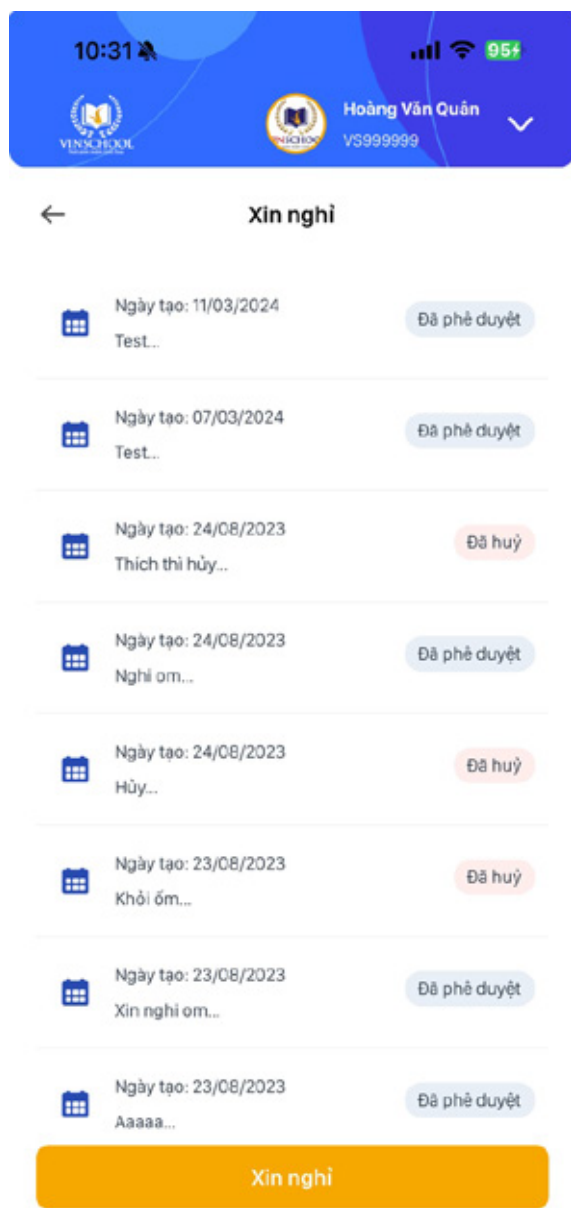 10:31
95
VINSCHOOL
Hoàng Văn Quân
VS999999
Xin nghỉ
Ngày tạo: 11/03/2024
Đã phê duyệt
Test...
Ngày tạo: 07/03/2024
Đã phê duyệt
Test...
Ngày tạo: 24/08/2023
Đã huỷ
Thích thì hủy...
Ngày tạo: 24/08/2023
Đã phê duyệt
Nghi om...
Ngày tạo: 24/08/2023
Đã huỷ
Hủy...
Ngày tạo: 23/08/2023
Đã huỷ
Khỏi ốm...
Ngày tạo: 23/08/2023
Đã phê duyệt
Xin nghi om...
Ngày tạo: 23/08/2023
Đã phê duyệt
Aaaaa...
Xin nghỉ